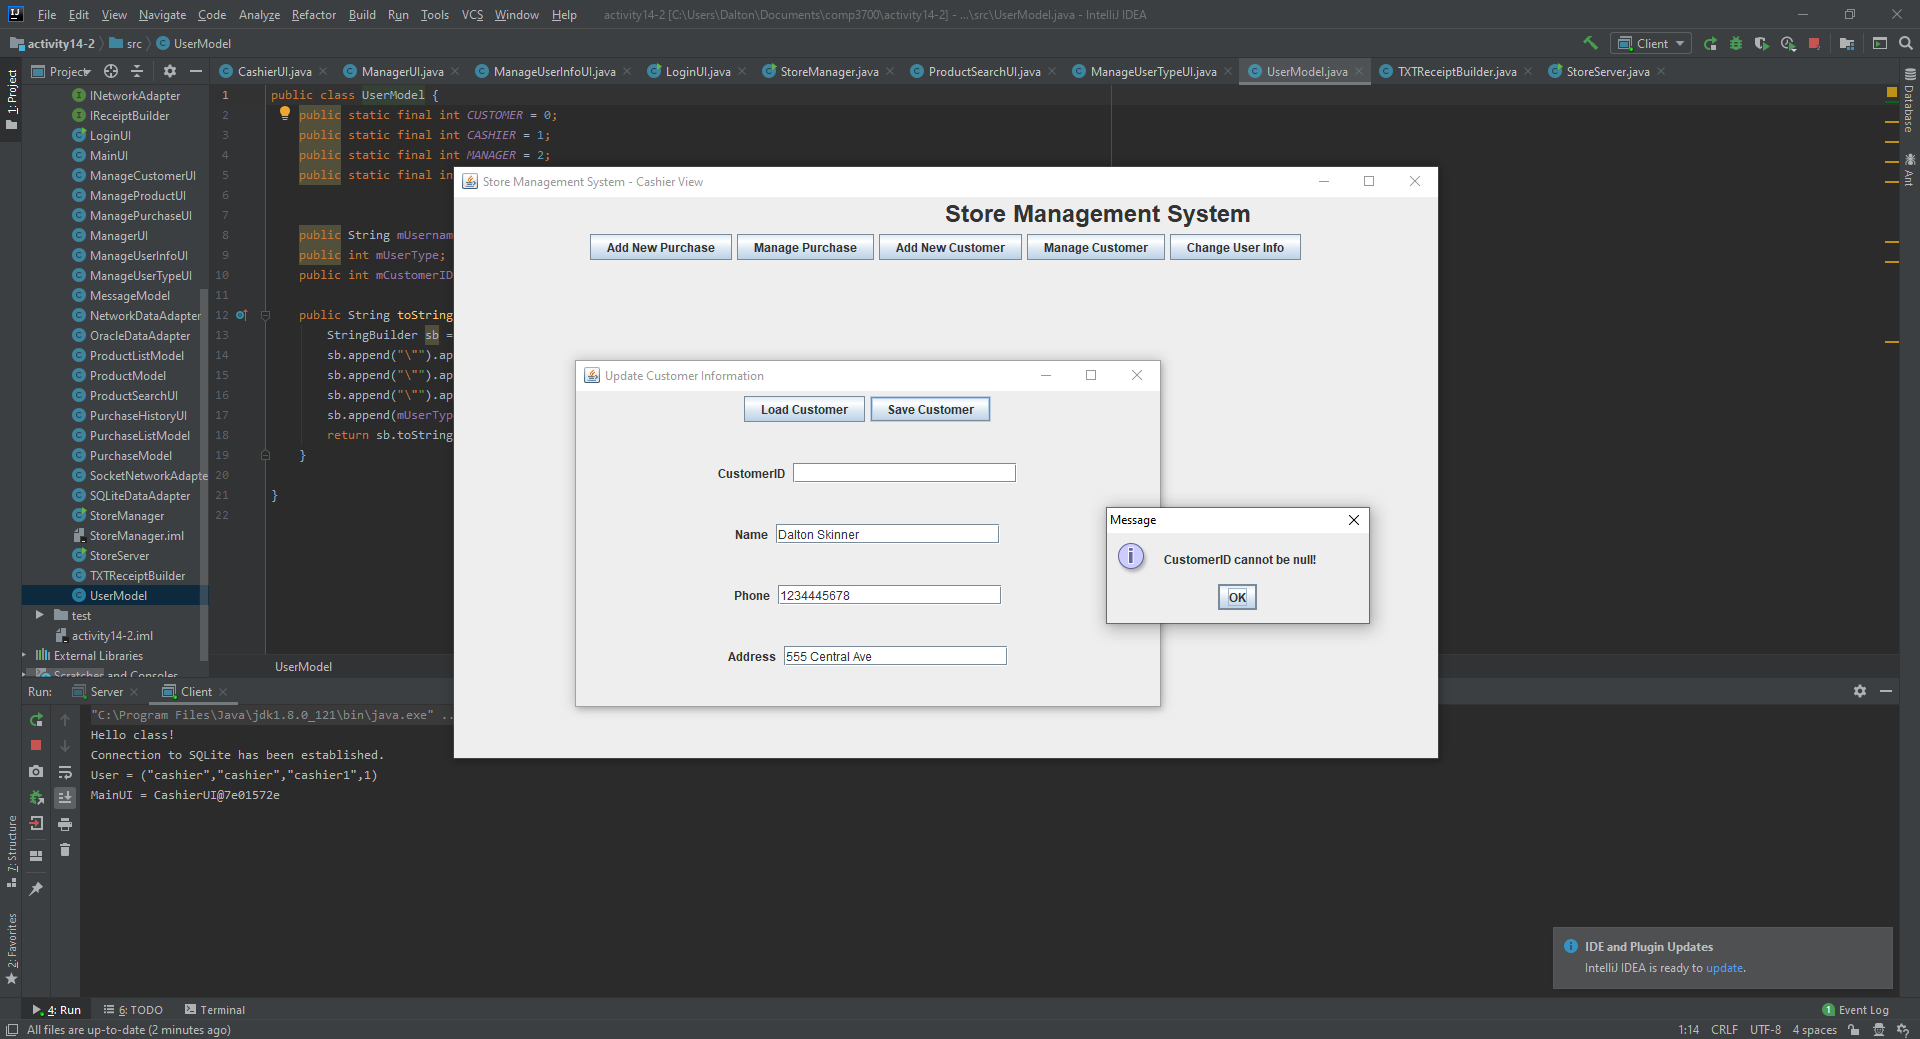 File Edit View Navigate Code Analyze Refactor Build Run Tools VCS Window Help activity14-2 [C:\Users\Dalton\Documents\comp3700\activity14-2] - ...\src\UserModel.java - IntelliJ IDEA
activity14-2 src UserModel Client
Project CashierUI.java ManagerUI.java ManageUserInfoUI.java LoginUI.java StoreManager.java ProductSearchUI.java ManageUserTypeUI.java UserModel.java TXTReceiptBuilder.java StoreServer.java
1: Project
Database
Ant
INetworkAdapter
IReceiptBuilder
LoginUI
MainUI
ManageCustomerUI
ManageProductUI
ManagePurchaseUI
ManagerUI
ManageUserInfoUI
ManageUserTypeUI
MessageModel
NetworkDataAdapter
OracleDataAdapter
ProductListModel
ProductModel
ProductSearchUI
PurchaseHistoryUI
PurchaseListModel
PurchaseModel
SocketNetworkAdapte
SQLiteDataAdapter
StoreManager
StoreManager.iml
StoreServer
TXTReceiptBuilder
UserModel
test
activity14-2.iml
External Libraries
Scratches and Consoles
1 public class UserModel {
2 public static final int CUSTOMER = 0;
3 public static final int CASHIER = 1;
4 public static final int MANAGER = 2;
5 public static final in
6
7
8 public String mUsernam
9 public int mUserType;
10 public int mCustomerID
11
12 public String toString
13 StringBuilder sb =
14 sb.append("\"").ap
15 sb.append("\"").ap
16 sb.append("\"").ap
17 sb.append(mUserTyp
18 return sb.toString
19 }
20
21 }
22
UserModel
Store Management System - Cashier View
Store Management System
Add New Purchase Manage Purchase Add New Customer Manage Customer Change User Info
Update Customer Information
Load Customer Save Customer
CustomerID
Name Dalton Skinner
Phone 1234445678
Address 555 Central Ave
Message
CustomerID cannot be null!
OK
Run: Server Client
"C:\Program Files\Java\jdk1.8.0_121\bin\java.exe" ..
Hello class!
Connection to SQLite has been established.
User = ("cashier","cashier","cashier1",1)
MainUI = CashierUI@7e01572e
7: Structure
2: Favorites
IDE and Plugin Updates
IntelliJ IDEA is ready to update.
4: Run 6: TODO Terminal 1 Event Log
All files are up-to-date (2 minutes ago) 1:14 CRLF UTF-8 4 spaces